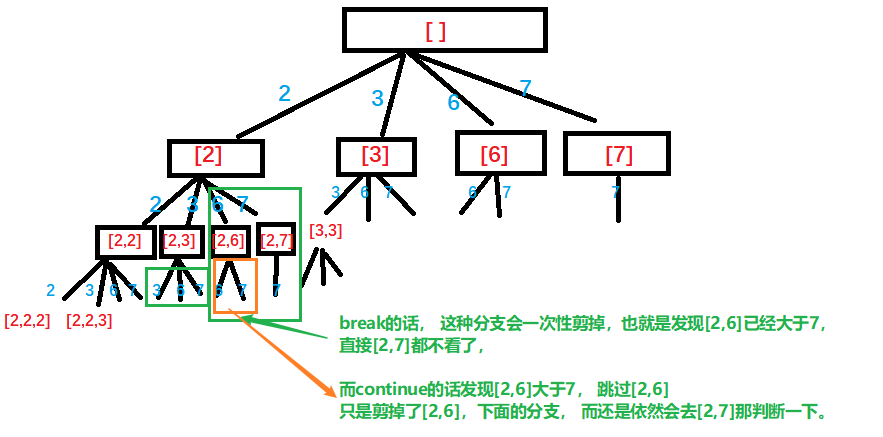 [ ]
2 3 6 7
[2] [3] [6] [7]
2 3 6 7 3 6 7 6 7 7
[2,2] [2,3] [2,6] [2,7] [3,3]
2 3 6 7 3 6 7 6 7 7
[2,2,2] [2,2,3]
break的话， 这种分支会一次性剪掉，也就是发现[2,6]已经大于7，
直接[2,7]都不看了，
而continue的话发现[2,6]大于7， 跳过[2,6]
只是剪掉了[2,6]，下面的分支， 而还是依然会去[2,7]那判断一下。